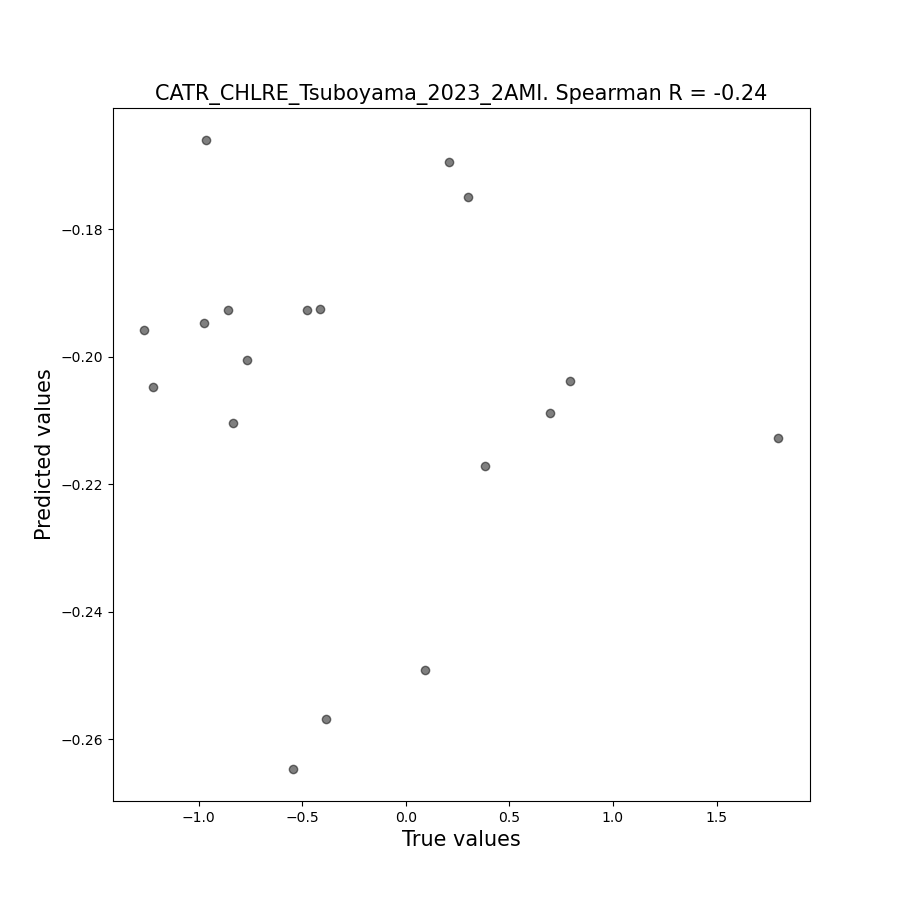 CATR_CHLRE_Tsuboyama_2023_2AMI. Spearman R = -0.24
Predicted values
−0.18
−0.20
−0.22
−0.24
−0.26
−1.0 −0.5 0.0 0.5 1.0 1.5
True values